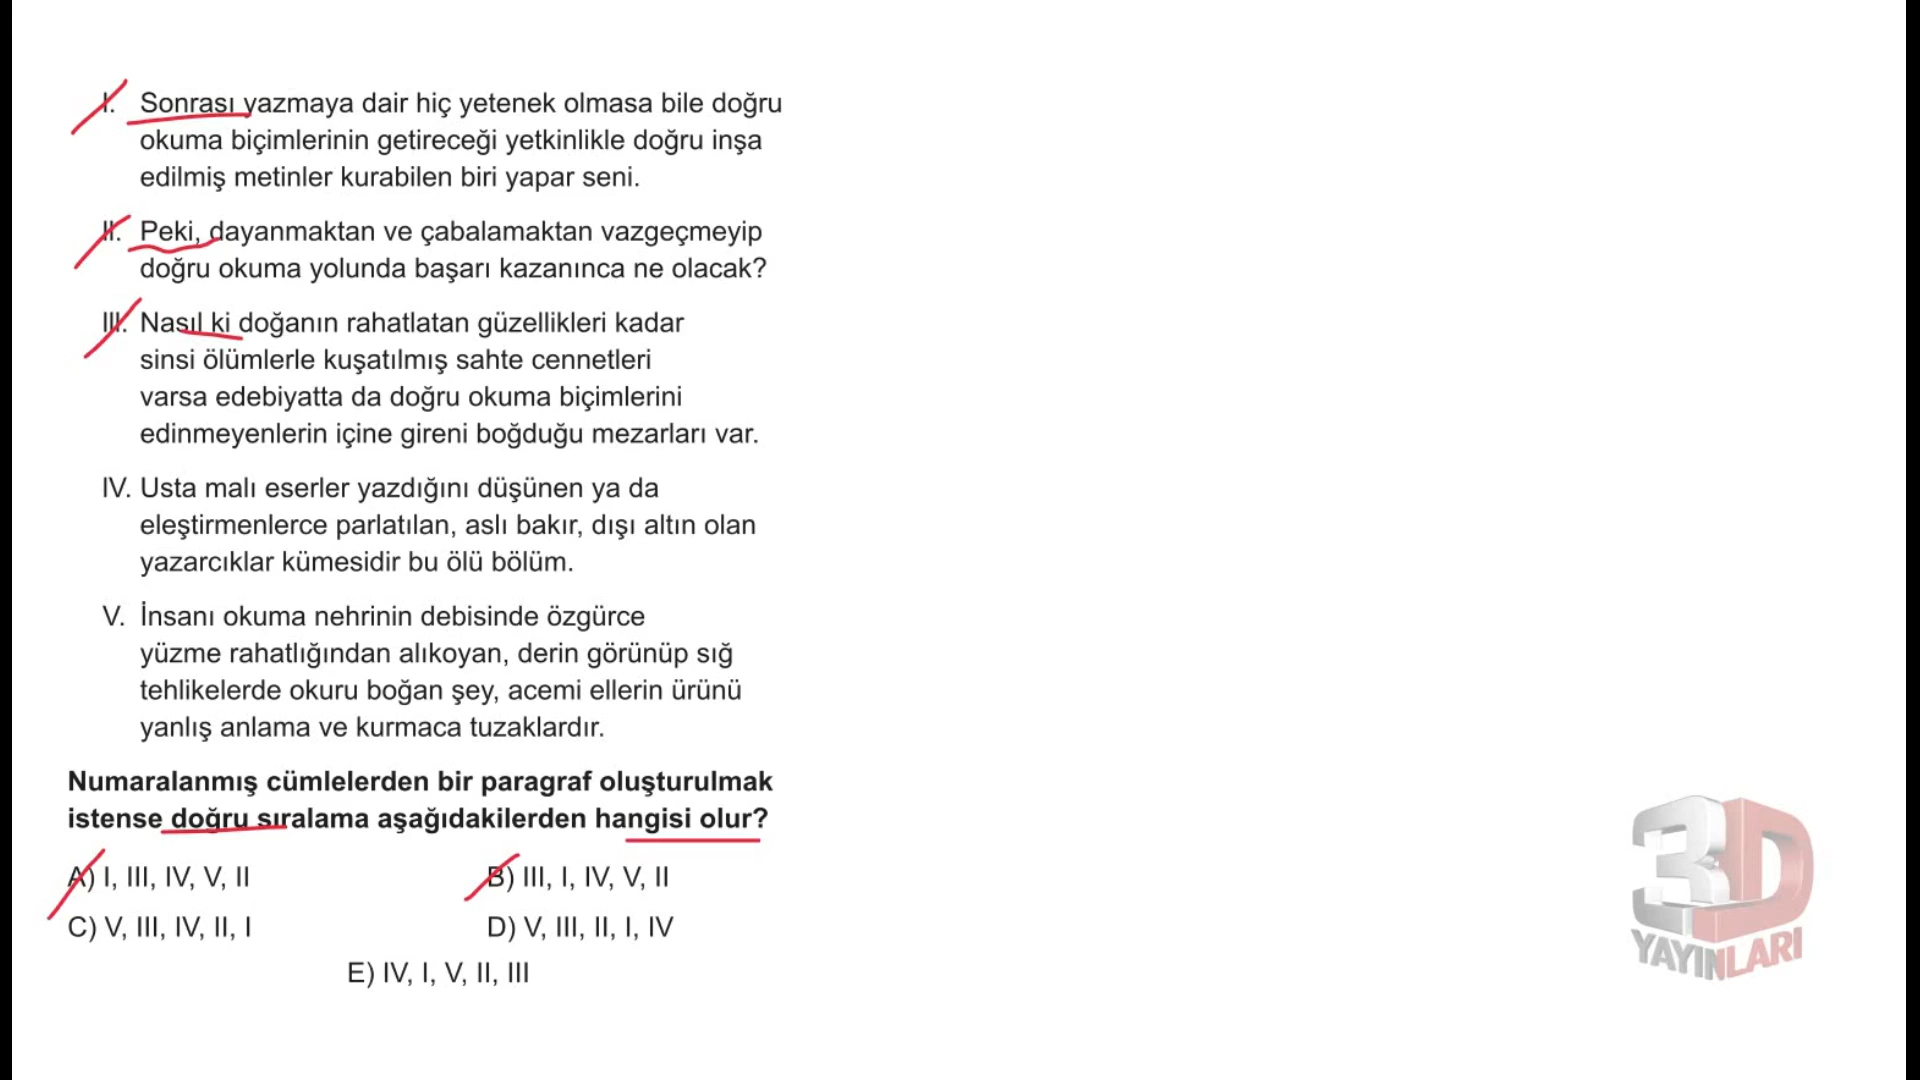 I. Sonrası yazmaya dair hiç yetenek olmasa bile doğru
okuma biçimlerinin getireceği yetkinlikle doğru inşa
edilmiş metinler kurabilen biri yapar seni.
II. Peki, dayanmaktan ve çabalamaktan vazgeçmeyip
doğru okuma yolunda başarı kazanınca ne olacak?
III. Nasıl ki doğanın rahatlatan güzellikleri kadar
sinsi ölümlerle kuşatılmış sahte cennetleri
varsa edebiyatta da doğru okuma biçimlerini
edinmeyenlerin içine gireni boğduğu mezarları var.
IV. Usta malı eserler yazdığını düşünen ya da
eleştirmenlerce parlatılan, aslı bakır, dışı altın olan
yazarcıklar kümesidir bu ölü bölüm.
V. İnsanı okuma nehrinin debisinde özgürce
yüzme rahatlığından alıkoyan, derin görünüp sığ
tehlikelerde okuru boğan şey, acemi ellerin ürünü
yanlış anlama ve kurmaca tuzaklardır.
Numaralanmış cümlelerden bir paragraf oluşturulmak
istense doğru sıralama aşağıdakilerden hangisi olur?
A) I, III, IV, V, II B) III, I, IV, V, II
C) V, III, IV, II, I D) V, III, II, I, IV
E) IV, I, V, II, III
3D
YAYINLARI